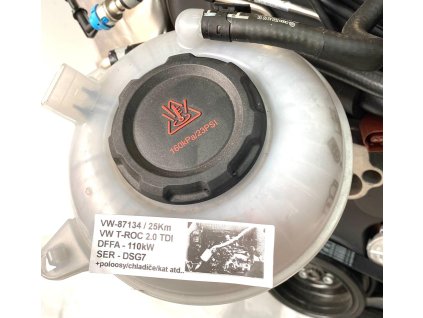 160kPa/23PSI
VW-87134 / 25Km
VW T-ROC 2.0 TDI
DFFA - 110kW
SER - DSG7
+poloosy/chladiče/kat atd..